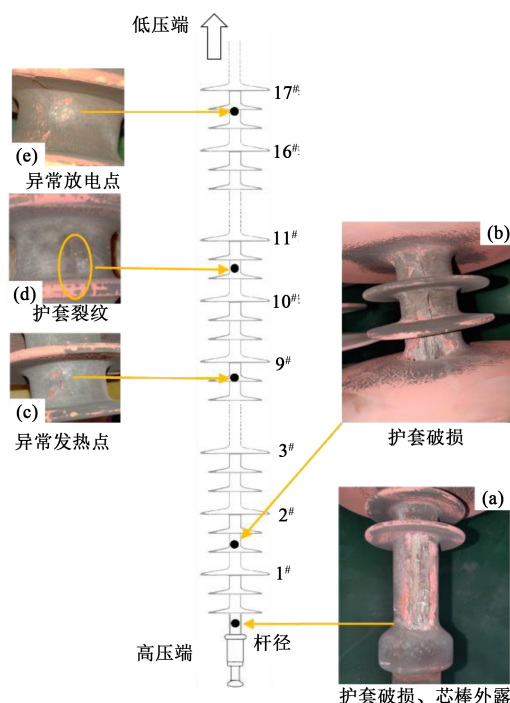 低压端
17#
(e)
异常放电点
16#
(b)
11#
(d)
护套裂纹
10#
9#
(c)
异常发热点
护套破损
3#
2#
(a)
1#
高压端
杆径
护套破损、芯棒外露